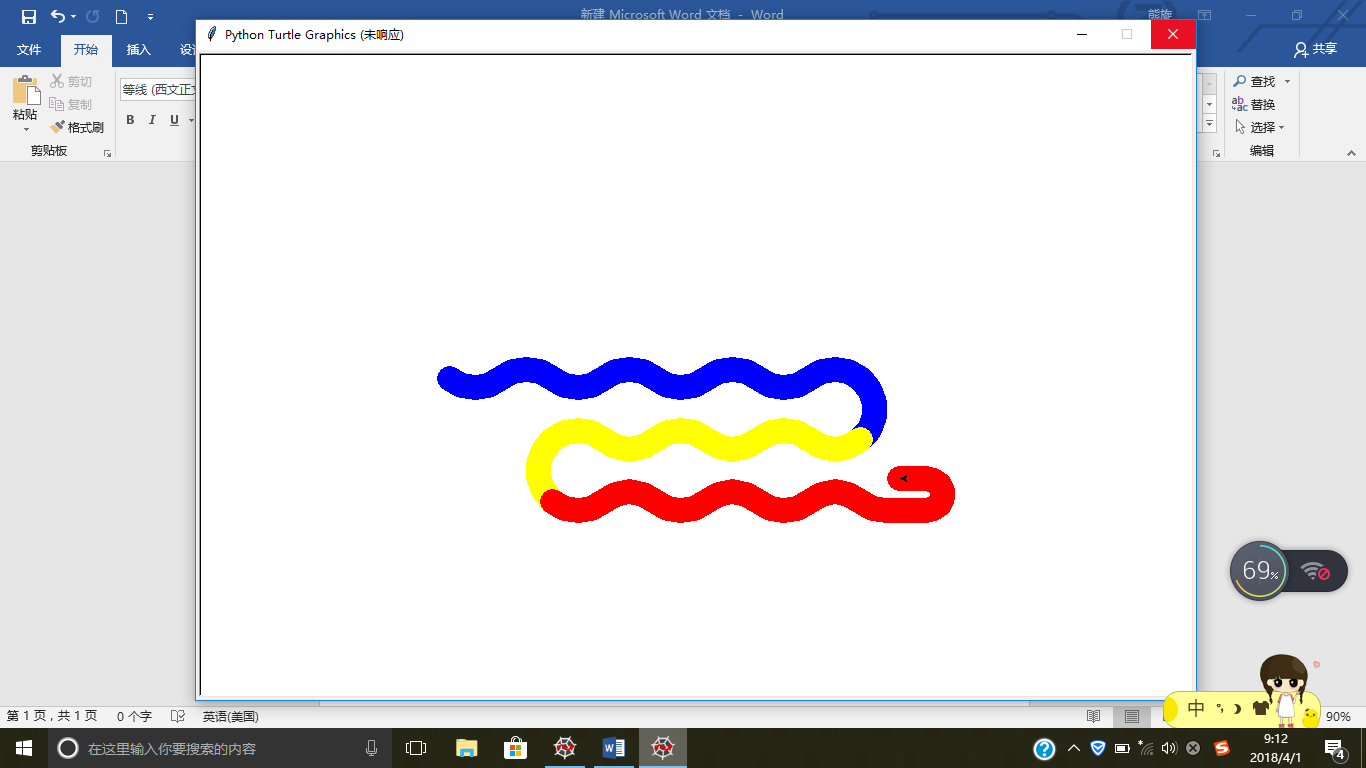 新建 Microsoft Word 文档 - Word
熊旋
Python Turtle Graphics (未响应)
文件
开始
插入
共享
粘贴
剪切
复制
格式刷
剪贴板
等线 (西文正文
B I U
查找
替换
选择
编辑
69%
中
第 1 页，共 1 页
0 个字
英语(美国)
90%
在这里输入你要搜索的内容
9:12
2018/4/1
4